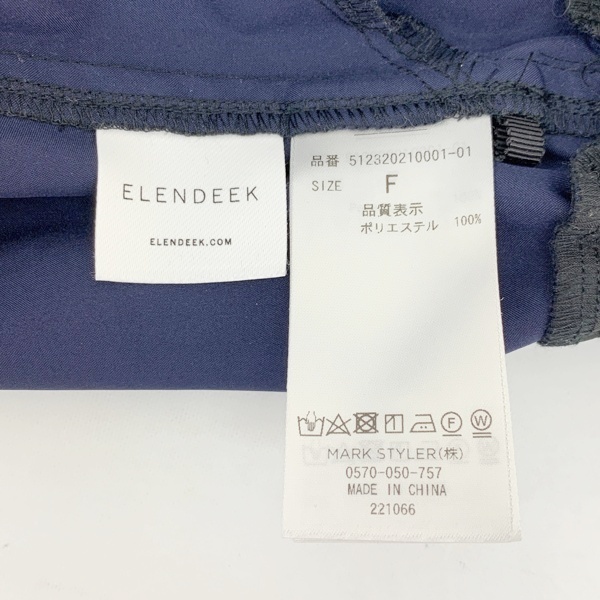 ELENDEEK
ELENDEEK.COM
品番 512320210001-01
SIZE F
品質表示
ポリエステル 100%
F W
MARK STYLER(株)
0570-050-757
MADE IN CHINA
221066